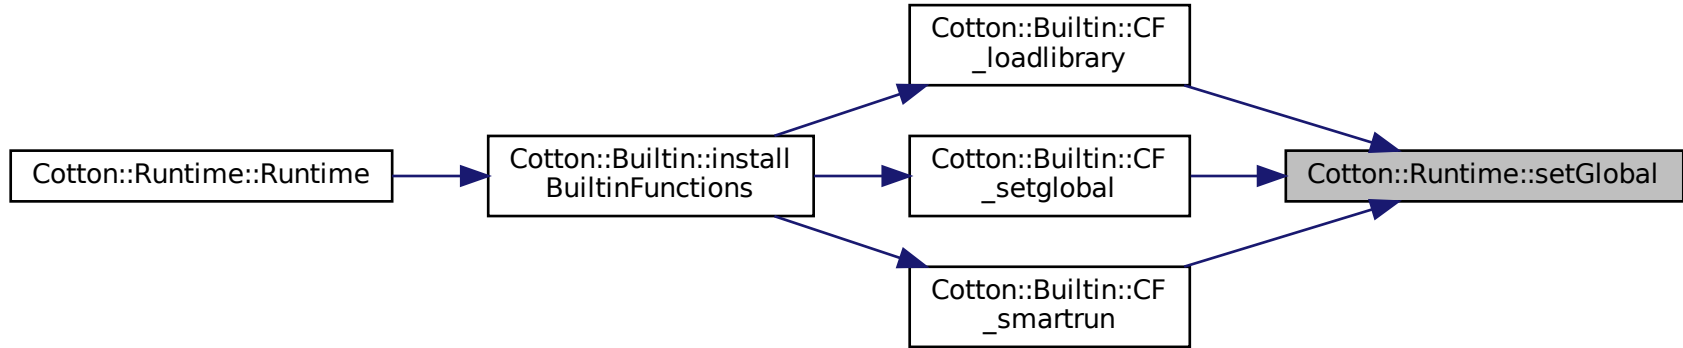 Cotton::Runtime::Runtime
Cotton::Builtin::install
BuiltinFunctions
Cotton::Builtin::CF
_loadlibrary
Cotton::Builtin::CF
_setglobal
Cotton::Builtin::CF
_smartrun
Cotton::Runtime::setGlobal